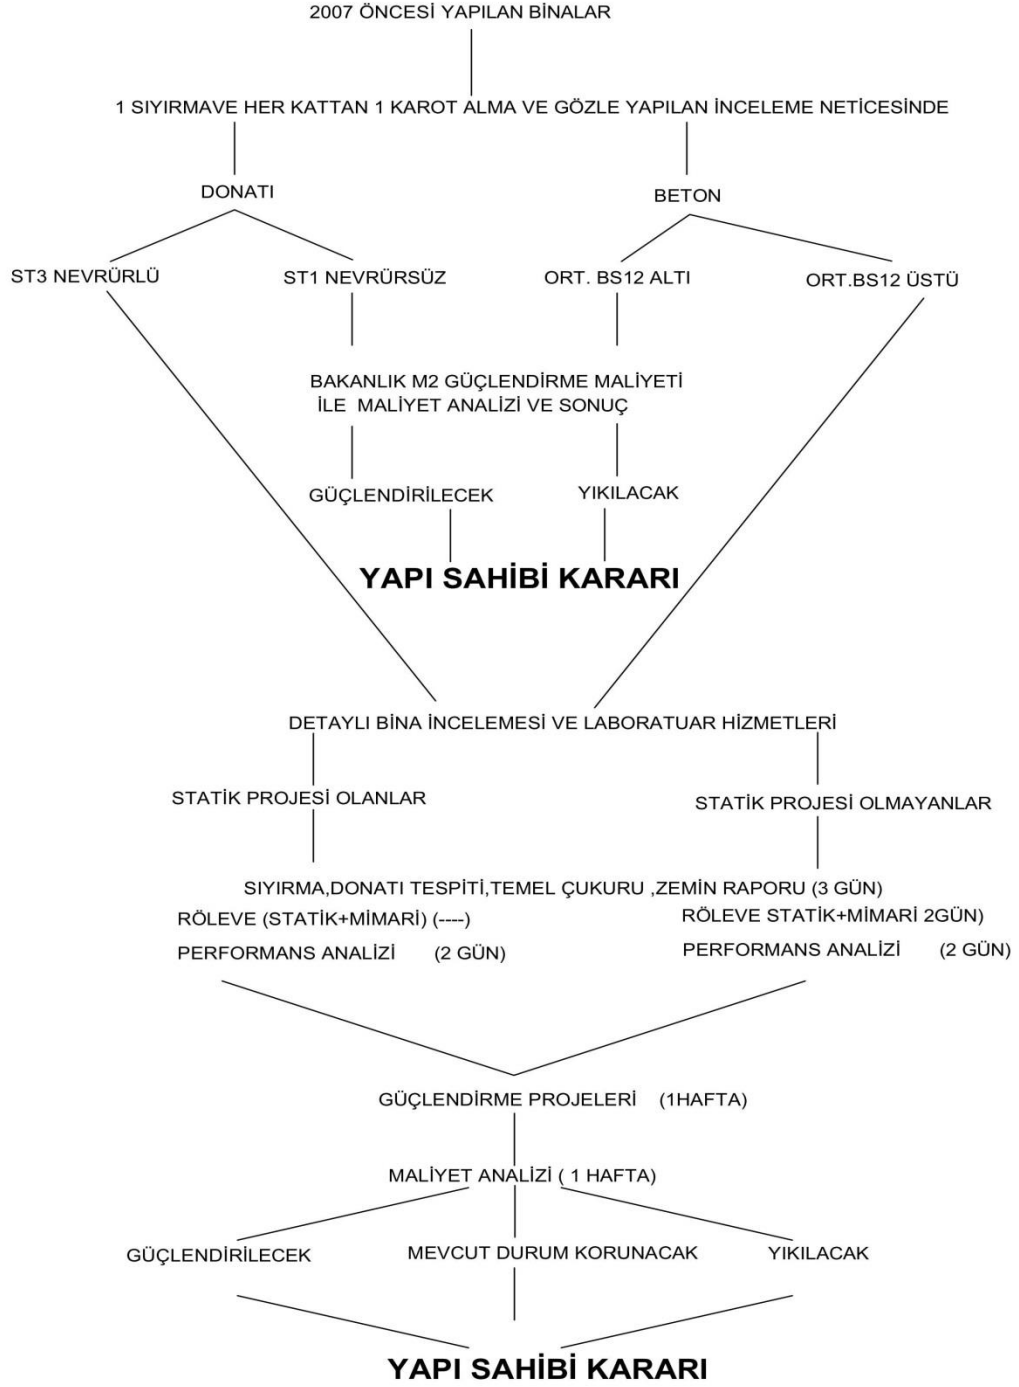 2007 ÖNCESİ YAPILAN BİNALAR
1 SIYIRMAVE HER KATTAN 1 KAROT ALMA VE GÖZLE YAPILAN İNCELEME NETİCESİNDE
DONATI
BETON
ST3 NEVRÜRLÜ
ST1 NEVRÜRSÜZ
ORT. BS12 ALTI
ORT.BS12 ÜSTÜ
BAKANLIK M2 GÜÇLENDİRME MALİYETİ
İLE MALİYET ANALİZİ VE SONUÇ
GÜÇLENDİRİLECEK
YIKILACAK
YAPI SAHİBİ KARARI
DETAYLI BİNA İNCELEMESİ VE LABORATUAR HİZMETLERİ
STATİK PROJESİ OLANLAR
STATİK PROJESİ OLMAYANLAR
SIYIRMA,DONATI TESPİTİ,TEMEL ÇUKURU ,ZEMİN RAPORU (3 GÜN)
RÖLEVE (STATİK+MİMARİ) (----)
RÖLEVE STATİK+MİMARİ 2GÜN)
PERFORMANS ANALİZİ (2 GÜN)
PERFORMANS ANALİZİ (2 GÜN)
GÜÇLENDİRME PROJELERİ (1HAFTA)
MALİYET ANALİZİ ( 1 HAFTA)
GÜÇLENDİRİLECEK
MEVCUT DURUM KORUNACAK
YIKILACAK
YAPI SAHİBİ KARARI